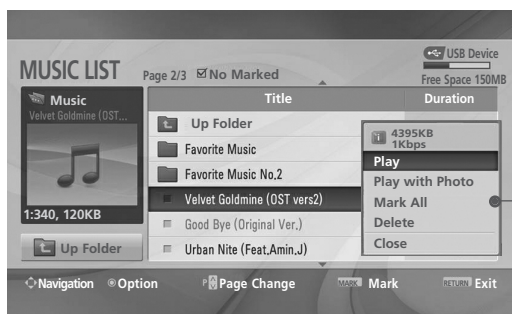 USB Device
MUSIC LIST
Page 2/3
No Marked
Free Space 150MB
Music
Velvet Goldmine (OST...
1:340, 120KB
Up Folder
Title
Duration
Up Folder
Favorite Music
Favorite Music No.2
Velvet Goldmine (OST vers2)
Good Bye (Original Ver.)
Urban Nite (Feat.Amin.J)
4395KB
1Kbps
Play
Play with Photo
Mark All
Delete
Close
Navigation
Option
P Page Change
MARK Mark
RETURN Exit